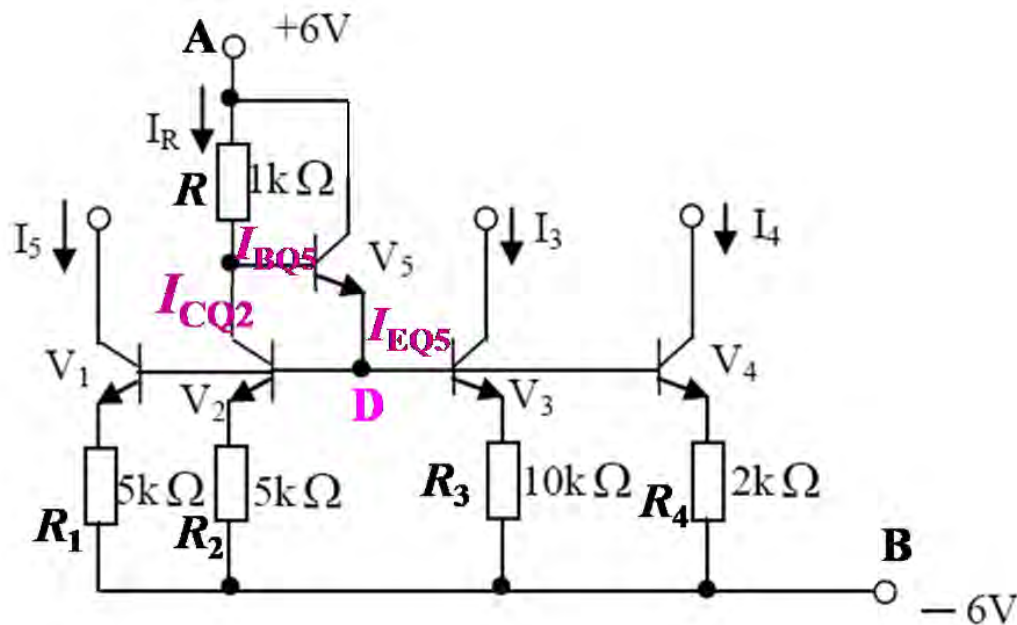 A +6V
I_R
R 1kΩ
I_5 I_3 I_4
I_BQ5 V_5
I_CQ2
I_EQ5
V_1 V_2 D V_3 V_4
R_1 5kΩ R_2 5kΩ R_3 10kΩ R_4 2kΩ
B
— 6V